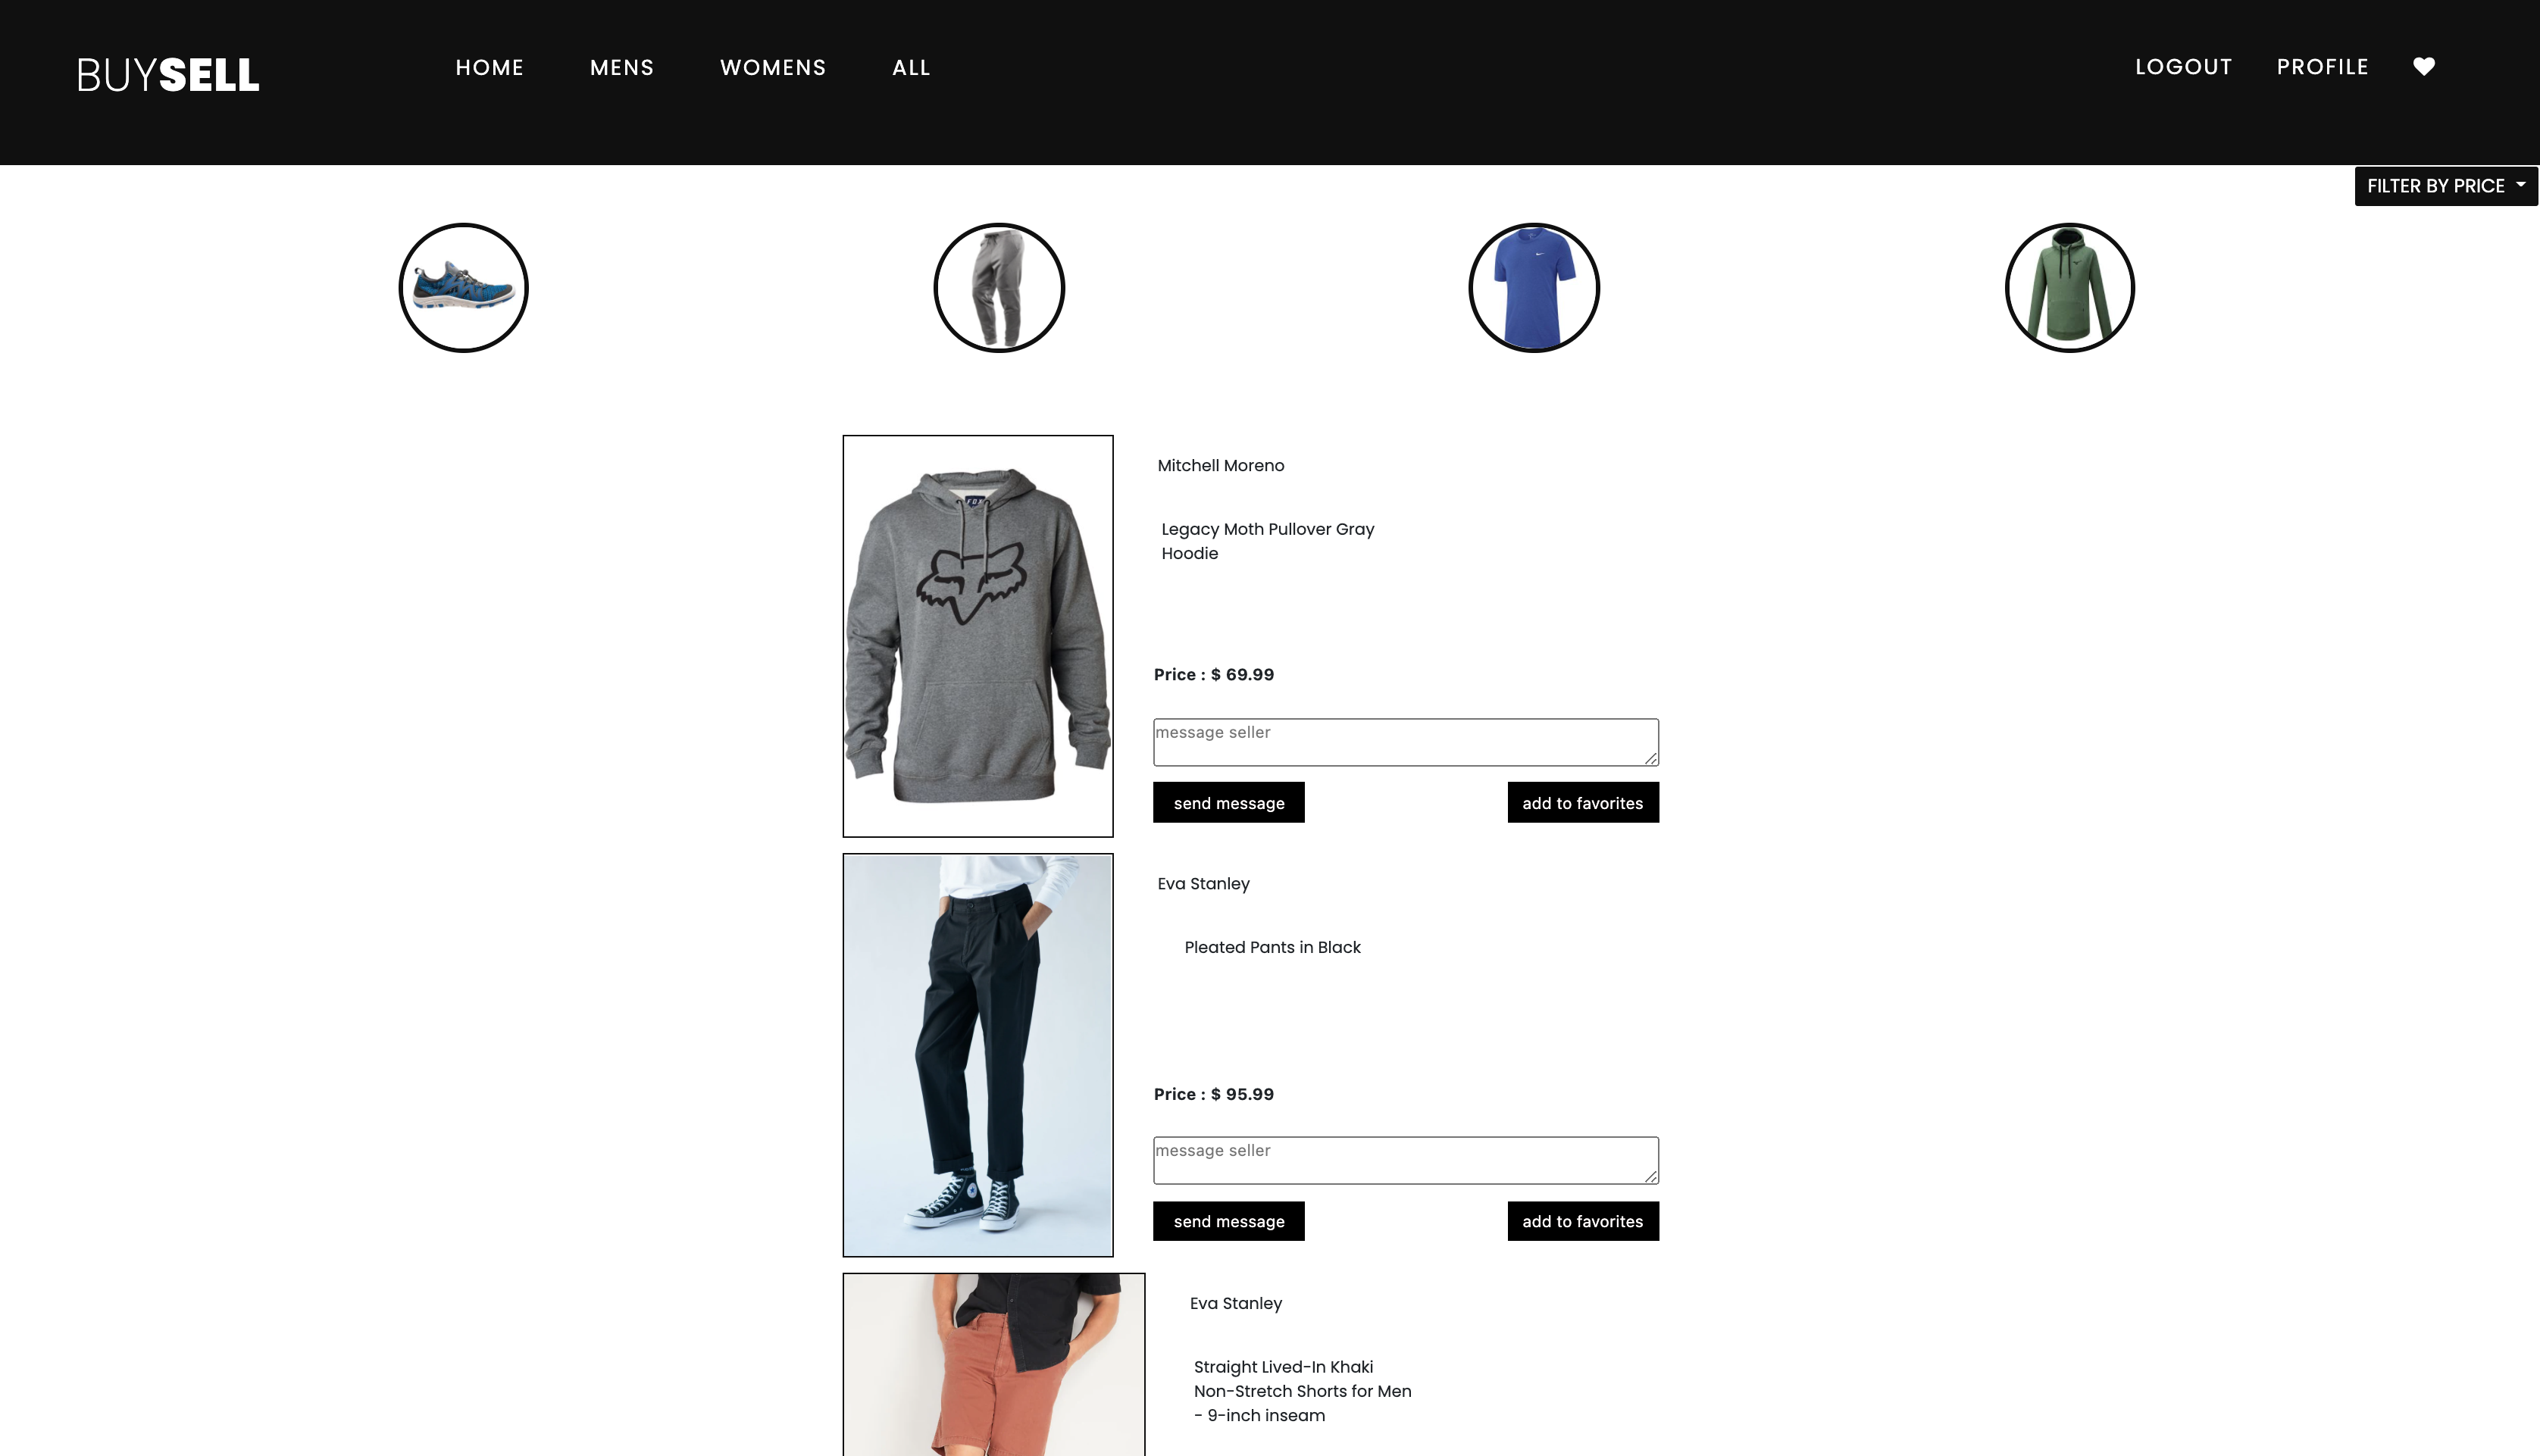 BUYSELL
HOME MENS WOMENS ALL
LOGOUT PROFILE
FILTER BY PRICE
FOX
Mitchell Moreno
Legacy Moth Pullover Gray
Hoodie
Price : $ 69.99
message seller
send message add to favorites
Eva Stanley
Pleated Pants in Black
Price : $ 95.99
message seller
send message add to favorites
Eva Stanley
Straight Lived-In Khaki
Non-Stretch Shorts for Men
- 9-inch inseam